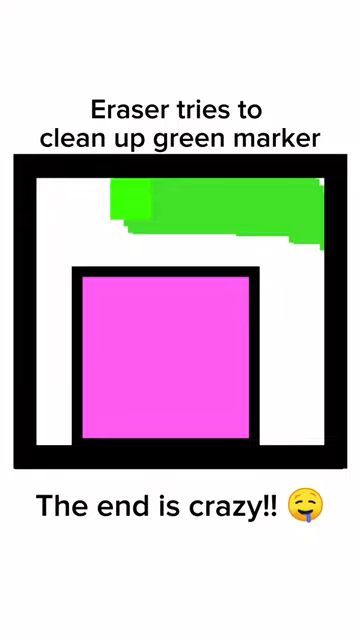 Eraser tries to
clean up green marker
The end is crazy!! 🤤